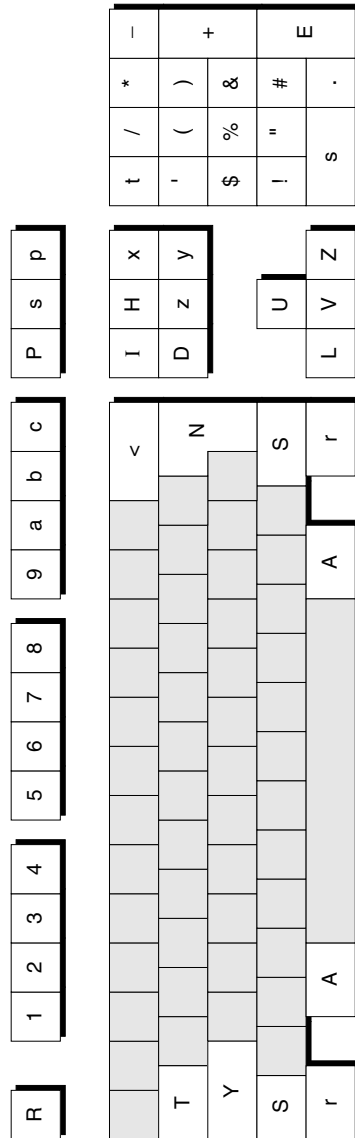 R 1 2 3 4 5 6 7 8 9 a b c P s p
< I H x t / * –
T N D z y ' ( ) +
Y $ % &
S S U ! " # E
r A A r L V Z s .